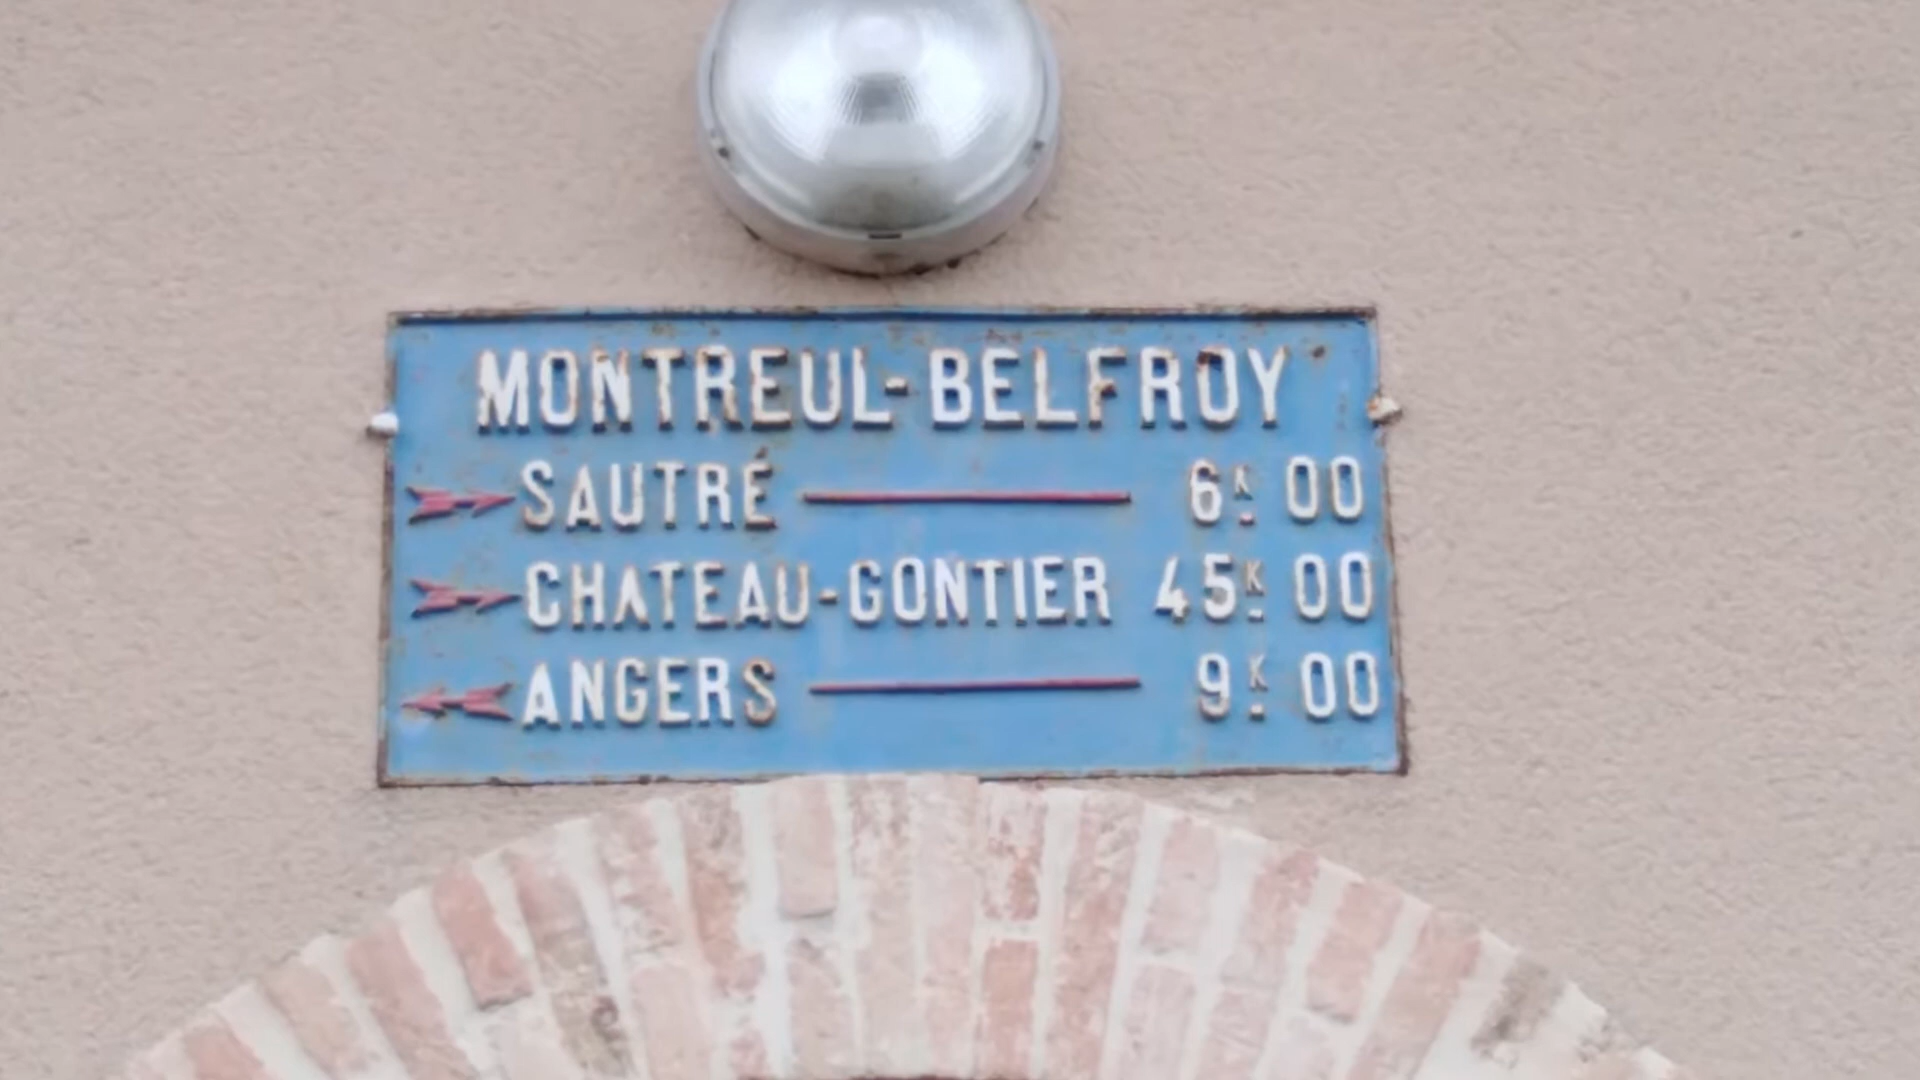 MONTREUL-BELFROY
SAUTRÉ 6K 00
CHATEAU-GONTIER 45K 00
ANGERS 9K 00